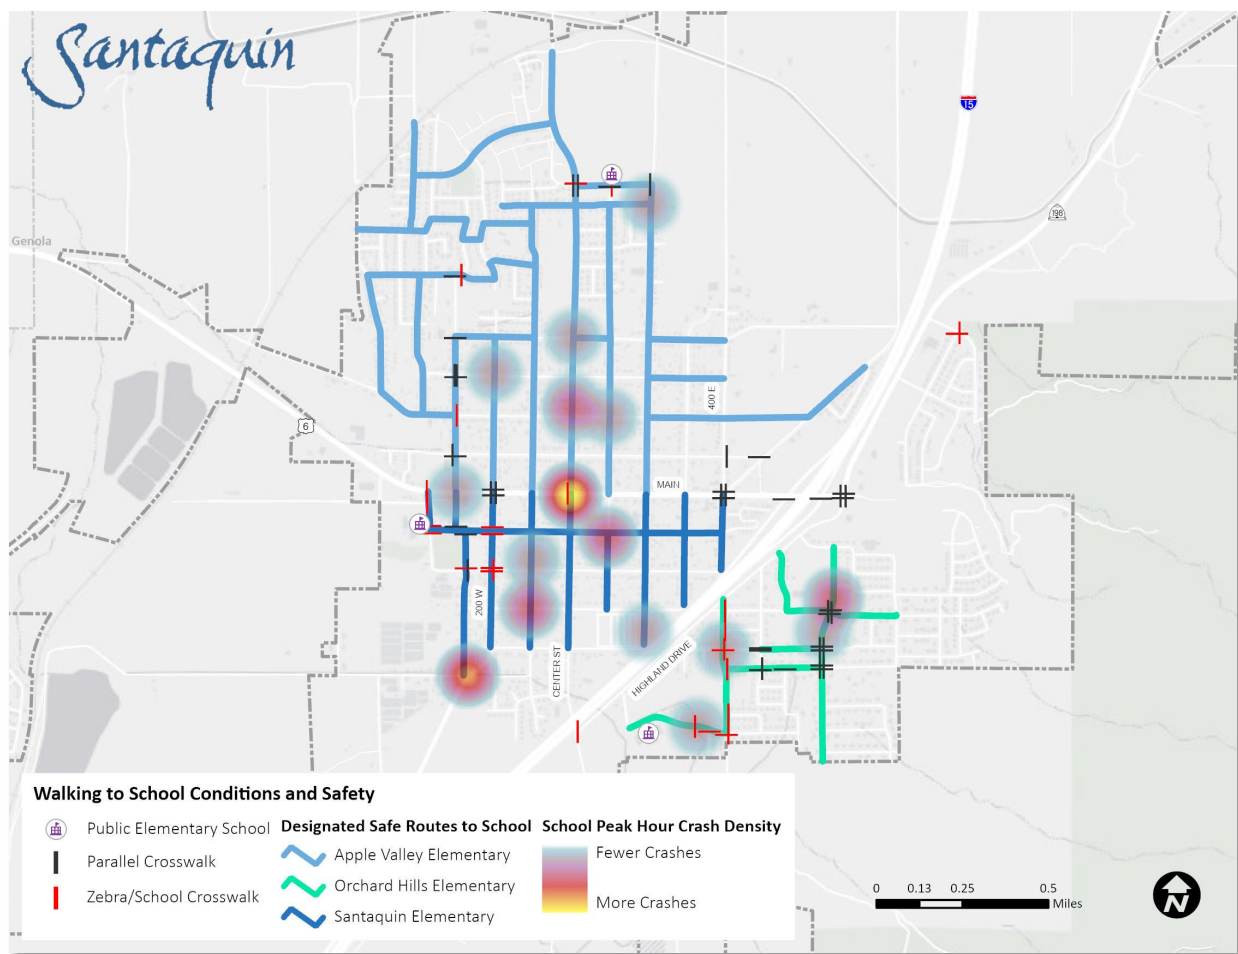 Santaquin
15
198
Genola
6
400 E
MAIN
200 W
CENTER ST
HIGHLAND DRIVE
Walking to School Conditions and Safety
Public Elementary School
Parallel Crosswalk
Zebra/School Crosswalk
Designated Safe Routes to School
Apple Valley Elementary
Orchard Hills Elementary
Santaquin Elementary
School Peak Hour Crash Density
Fewer Crashes
More Crashes
0 0.13 0.25 0.5
Miles
N